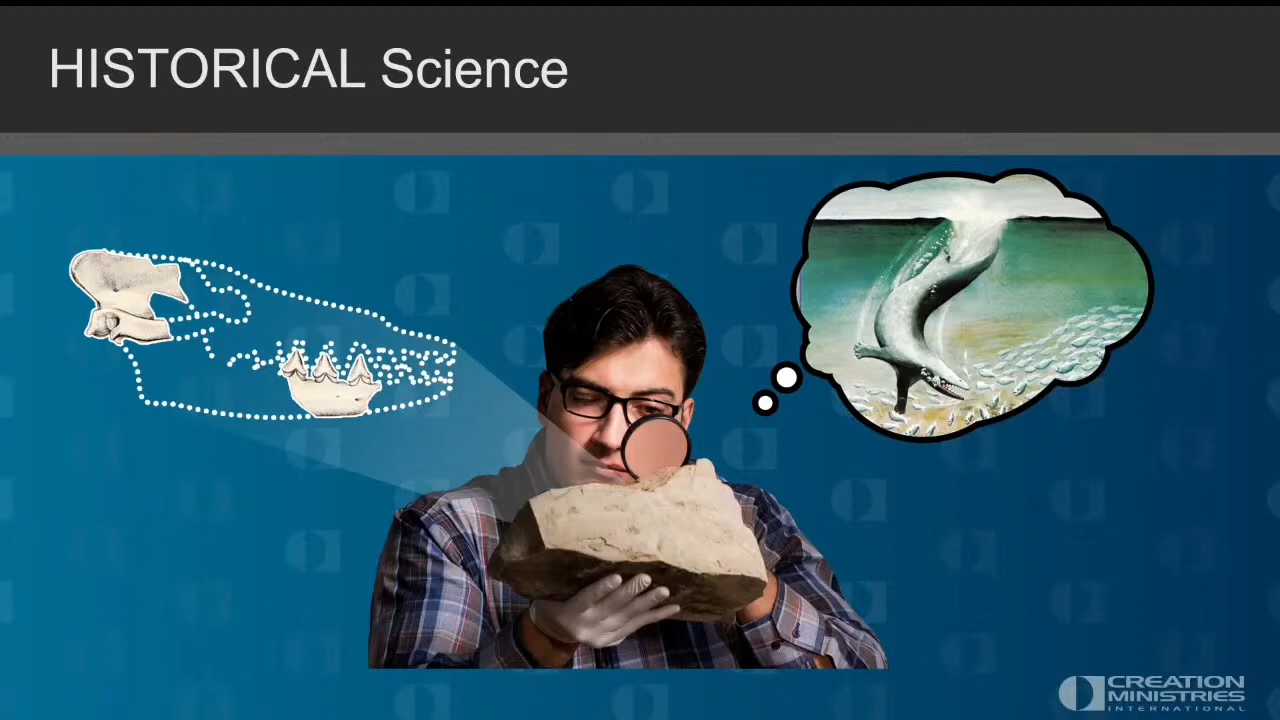 HISTORICAL Science
CREATION
MINISTRIES
INTERNATIONAL